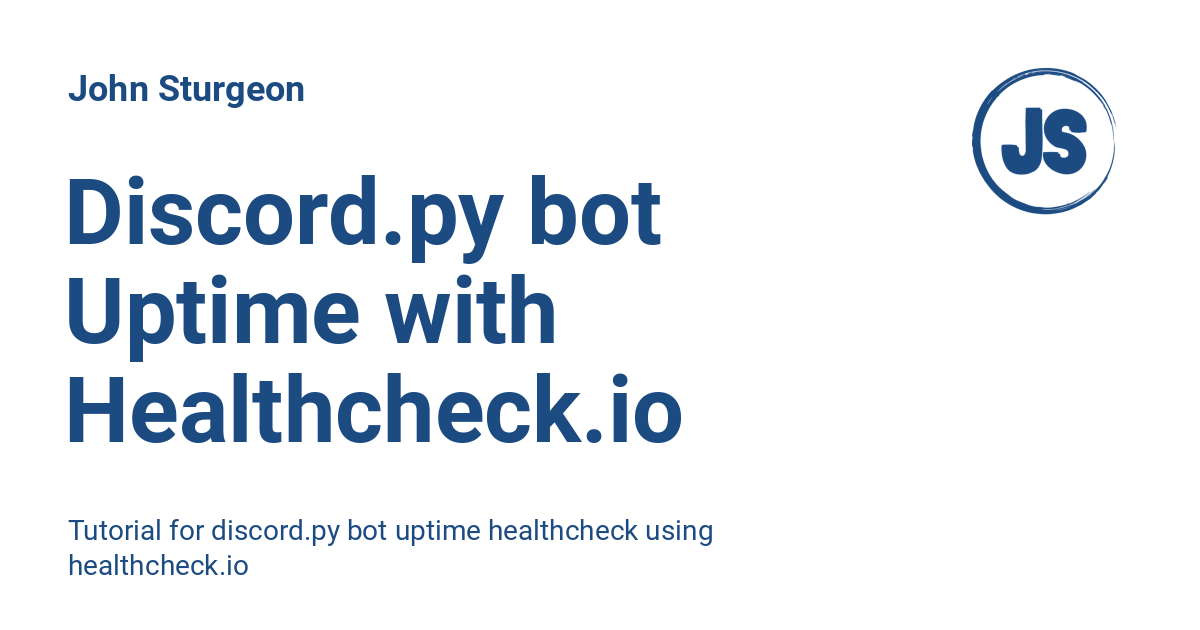 John Sturgeon
JS
Discord.py bot
Uptime with
Healthcheck.io
Tutorial for discord.py bot uptime healthcheck using
healthcheck.io